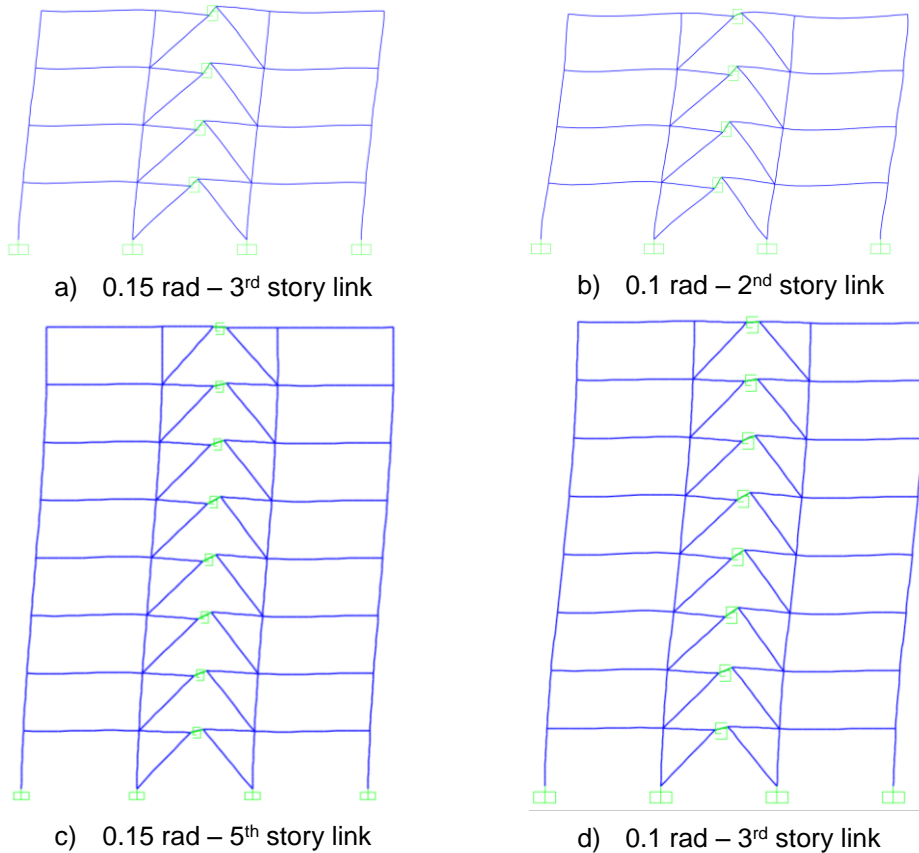 a) 0.15 rad – 3rd story link
b) 0.1 rad – 2nd story link
c) 0.15 rad – 5th story link
d) 0.1 rad – 3rd story link